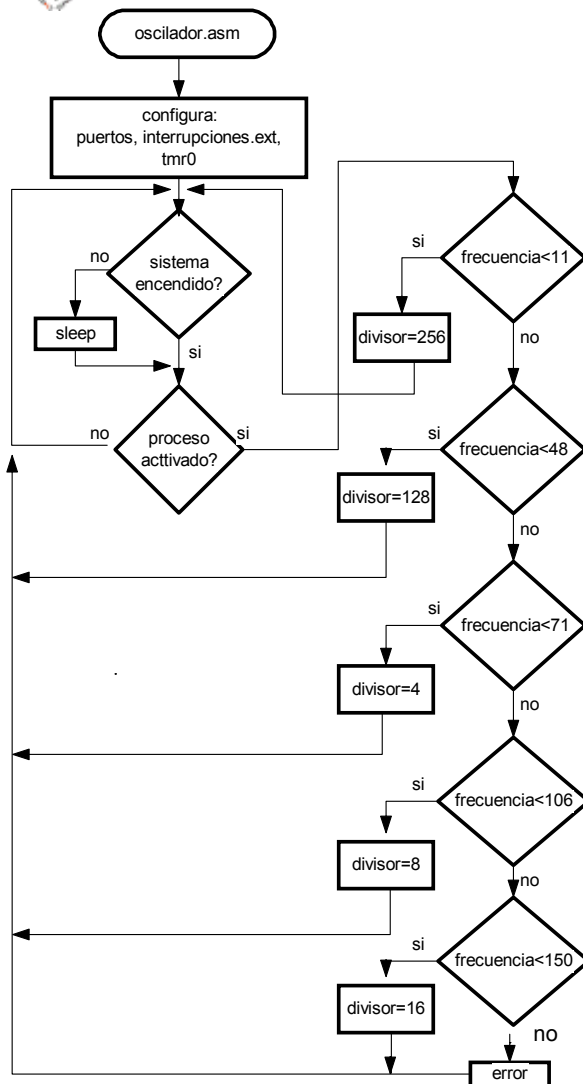 oscilador.asm
configura:
puertos, interrupciones.ext,
tmr0
no
sistema
encendido?
sleep
si
no
proceso
acttivado?
si
si
frecuencia<11
divisor=256
no
si
frecuencia<48
divisor=128
no
si
frecuencia<71
divisor=4
no
si
frecuencia<106
divisor=8
no
si
frecuencia<150
divisor=16
no
error